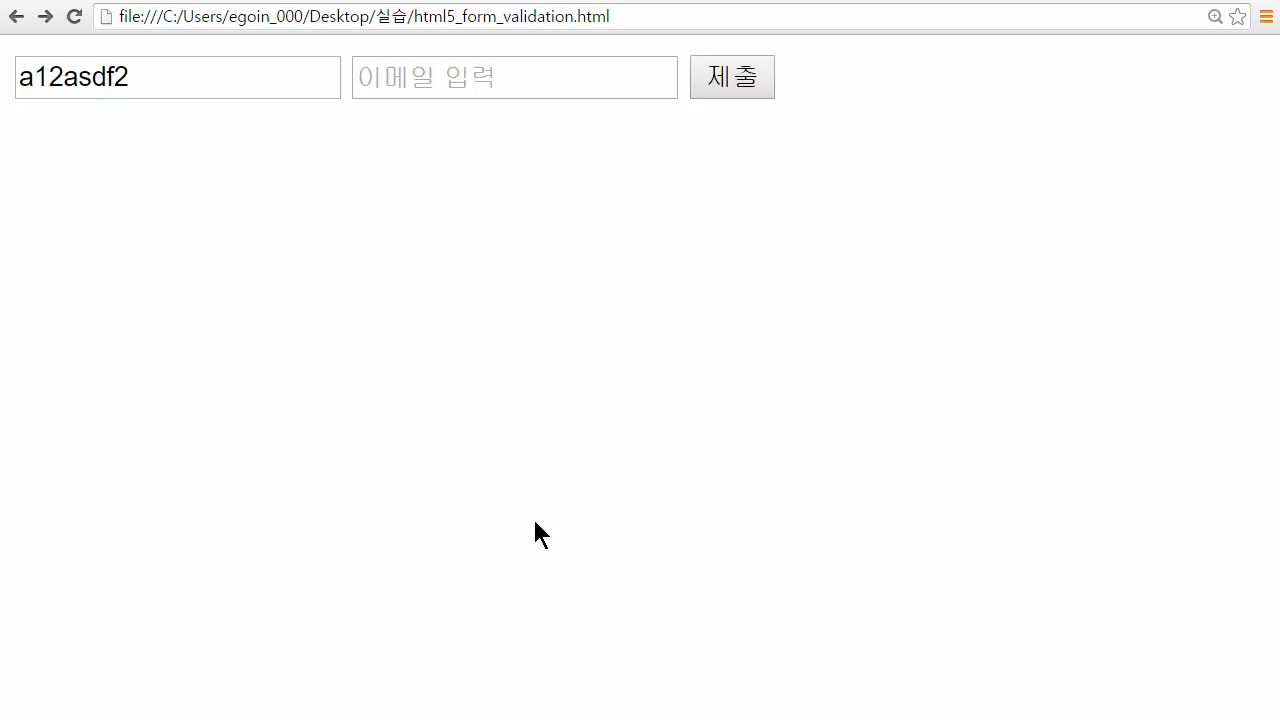 file:///C:/Users/egoin_000/Desktop/실습/html5_form_validation.html
a12asdf2 이메일 입력 제출